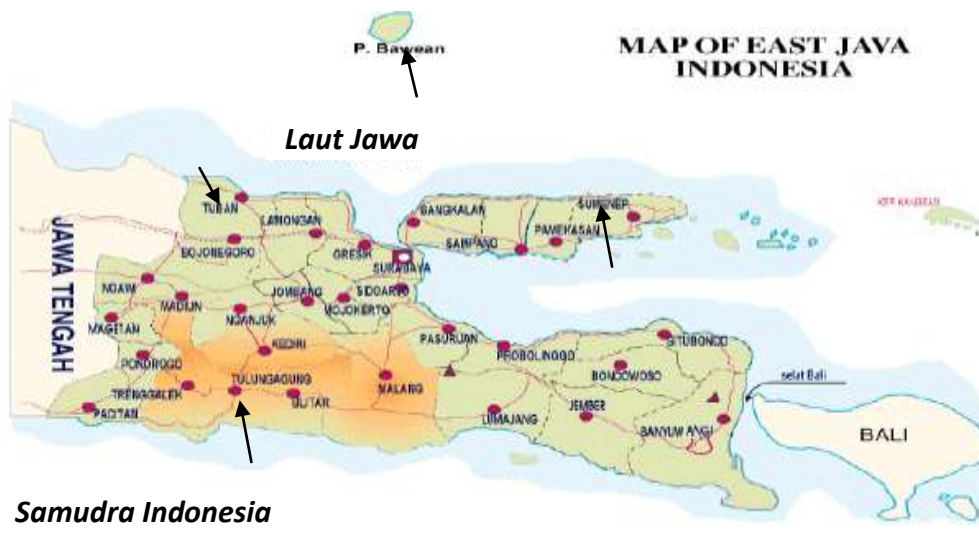 P. Bawean
MAP OF EAST JAVA
INDONESIA
Laut Jawa
TUBAN
LAMONGAN
BANGKALAN
SUMENEP
PAMEKASAN
SAMPANG
BOJONEGORO
GRESIK
SURABAYA
JAWA TENGAH
NGAWI
MADIUN
JOMBANG
SIDOARJO
MOJOKERTO
NGANJUK
MAGETAN
PASURUAN
KEDIRI
SITUBONDO
PONOROGO
PROBOLINGGO
TULUNGAGUNG
BONDOWOSO
selat Bali
TRENGGALEK
MALANG
BLITAR
PACITAN
LUMAJANG
JEMBER
BANYUWANGI
BALI
Samudra Indonesia